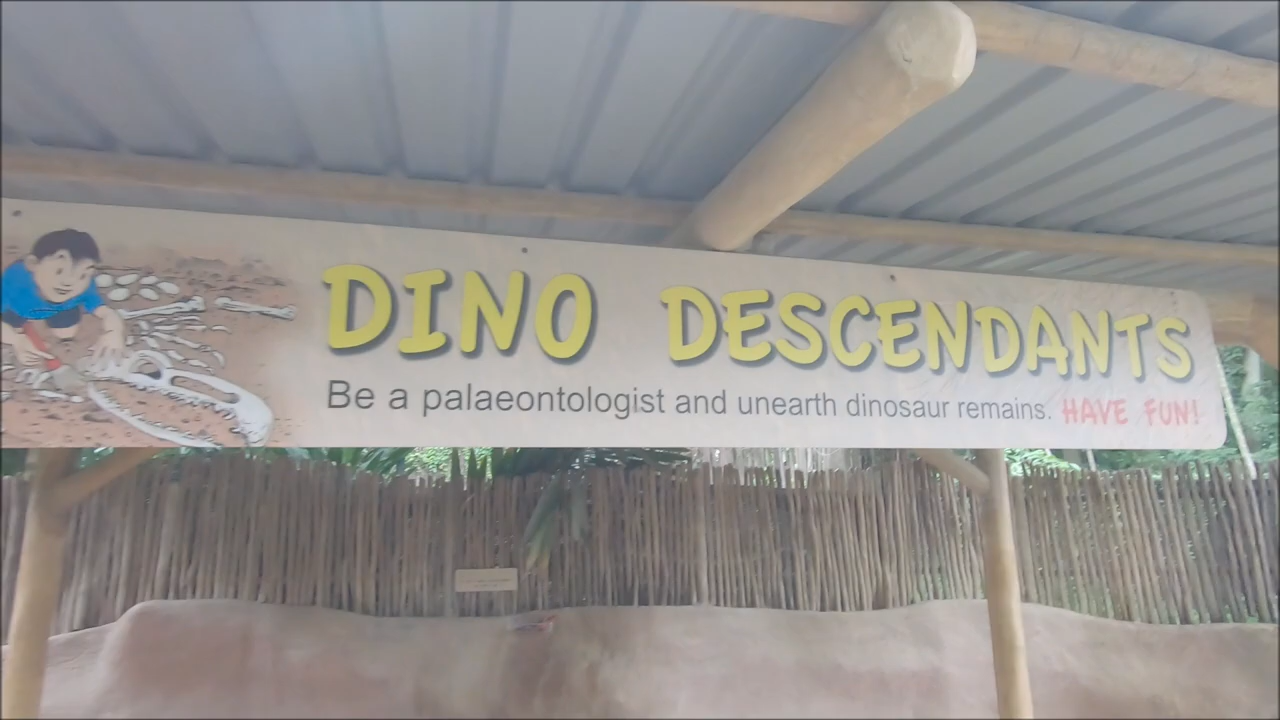 DINO DESCENDANTS
Be a palaeontologist and unearth dinosaur remains. HAVE FUN!